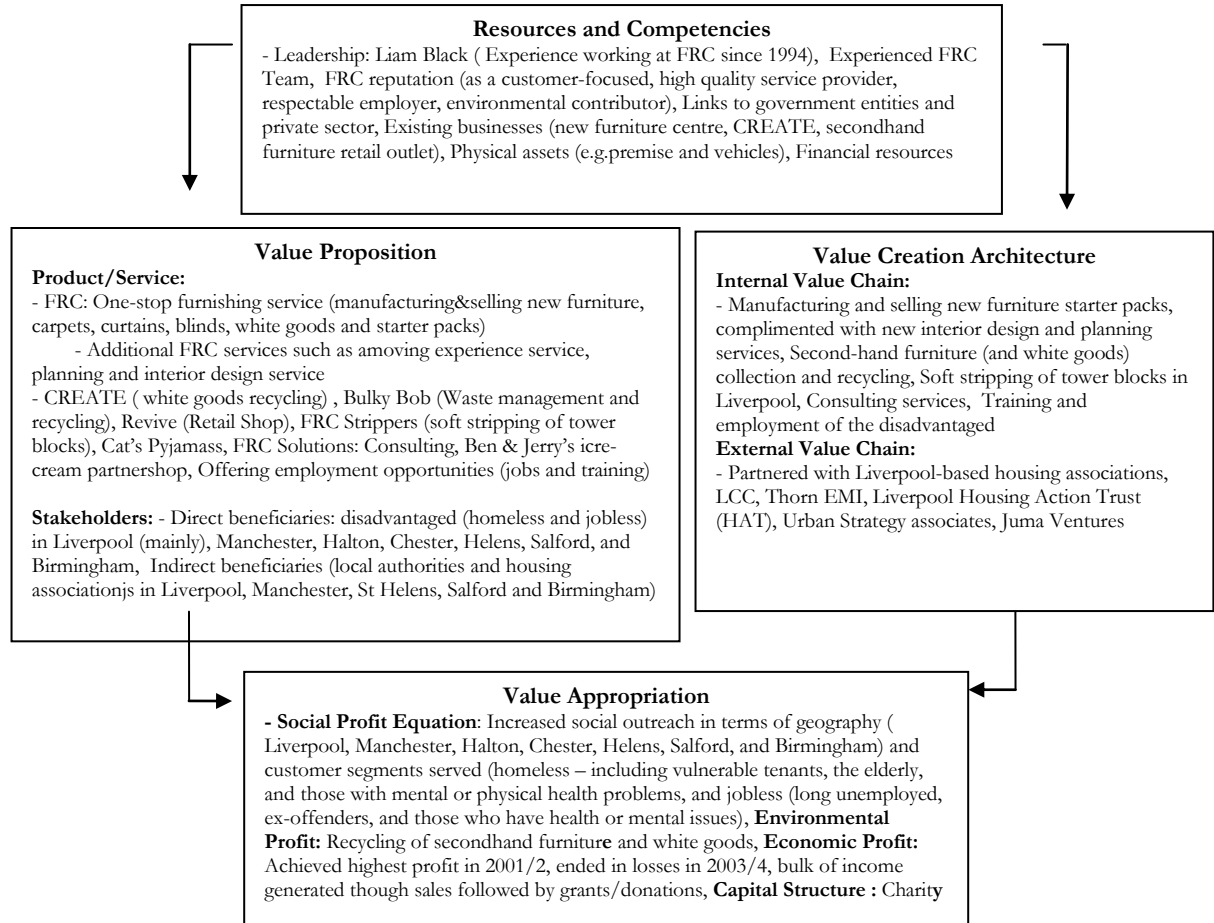 Resources and Competencies
- Leadership: Liam Black ( Experience working at FRC since 1994), Experienced FRC
Team, FRC reputation (as a customer-focused, high quality service provider,
respectable employer, environmental contributor), Links to government entities and
private sector, Existing businesses (new furniture centre, CREATE, secondhand
furniture retail outlet), Physical assets (e.g.premise and vehicles), Financial resources
Value Proposition
Product/Service:
- FRC: One-stop furnishing service (manufacturing&selling new furniture,
carpets, curtains, blinds, white goods and starter packs)
- Additional FRC services such as amoving experience service,
planning and interior design service
- CREATE ( white goods recycling) , Bulky Bob (Waste management and
recycling), Revive (Retail Shop), FRC Strippers (soft stripping of tower
blocks), Cat's Pyjamass, FRC Solutions: Consulting, Ben & Jerry's icre-
cream partnershop, Offering employment opportunities (jobs and training)
Stakeholders: - Direct beneficiaries: disadvantaged (homeless and jobless)
in Liverpool (mainly), Manchester, Halton, Chester, Helens, Salford, and
Birmingham, Indirect beneficiaries (local authorities and housing
associationjs in Liverpool, Manchester, St Helens, Salford and Birmingham)
Value Creation Architecture
Internal Value Chain:
- Manufacturing and selling new furniture starter packs,
complimented with new interior design and planning
services, Second-hand furniture (and white goods)
collection and recycling, Soft stripping of tower blocks in
Liverpool, Consulting services, Training and
employment of the disadvantaged
External Value Chain:
- Partnered with Liverpool-based housing associations,
LCC, Thorn EMI, Liverpool Housing Action Trust
(HAT), Urban Strategy associates, Juma Ventures
Value Appropriation
- Social Profit Equation: Increased social outreach in terms of geography (
Liverpool, Manchester, Halton, Chester, Helens, Salford, and Birmingham) and
customer segments served (homeless – including vulnerable tenants, the elderly,
and those with mental or physical health problems, and jobless (long unemployed,
ex-offenders, and those who have health or mental issues), Environmental
Profit: Recycling of secondhand furniture and white goods, Economic Profit:
Achieved highest profit in 2001/2, ended in losses in 2003/4, bulk of income
generated though sales followed by grants/donations, Capital Structure : Charity